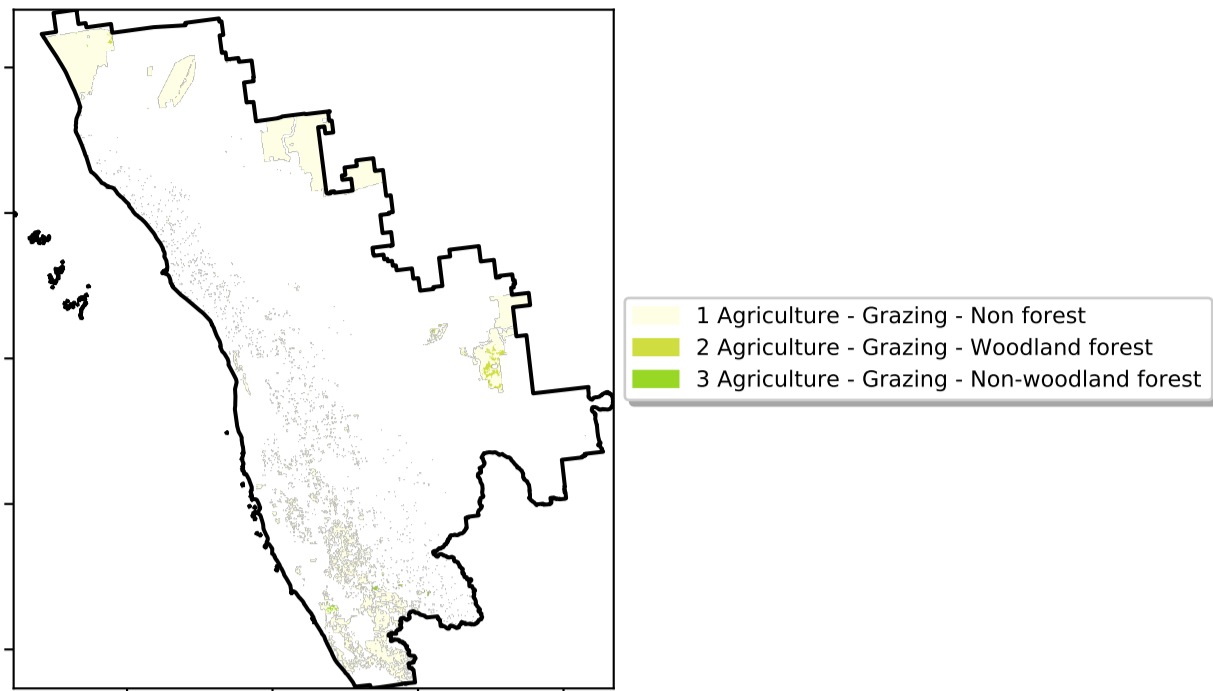 1 Agriculture - Grazing - Non forest
2 Agriculture - Grazing - Woodland forest
3 Agriculture - Grazing - Non-woodland forest